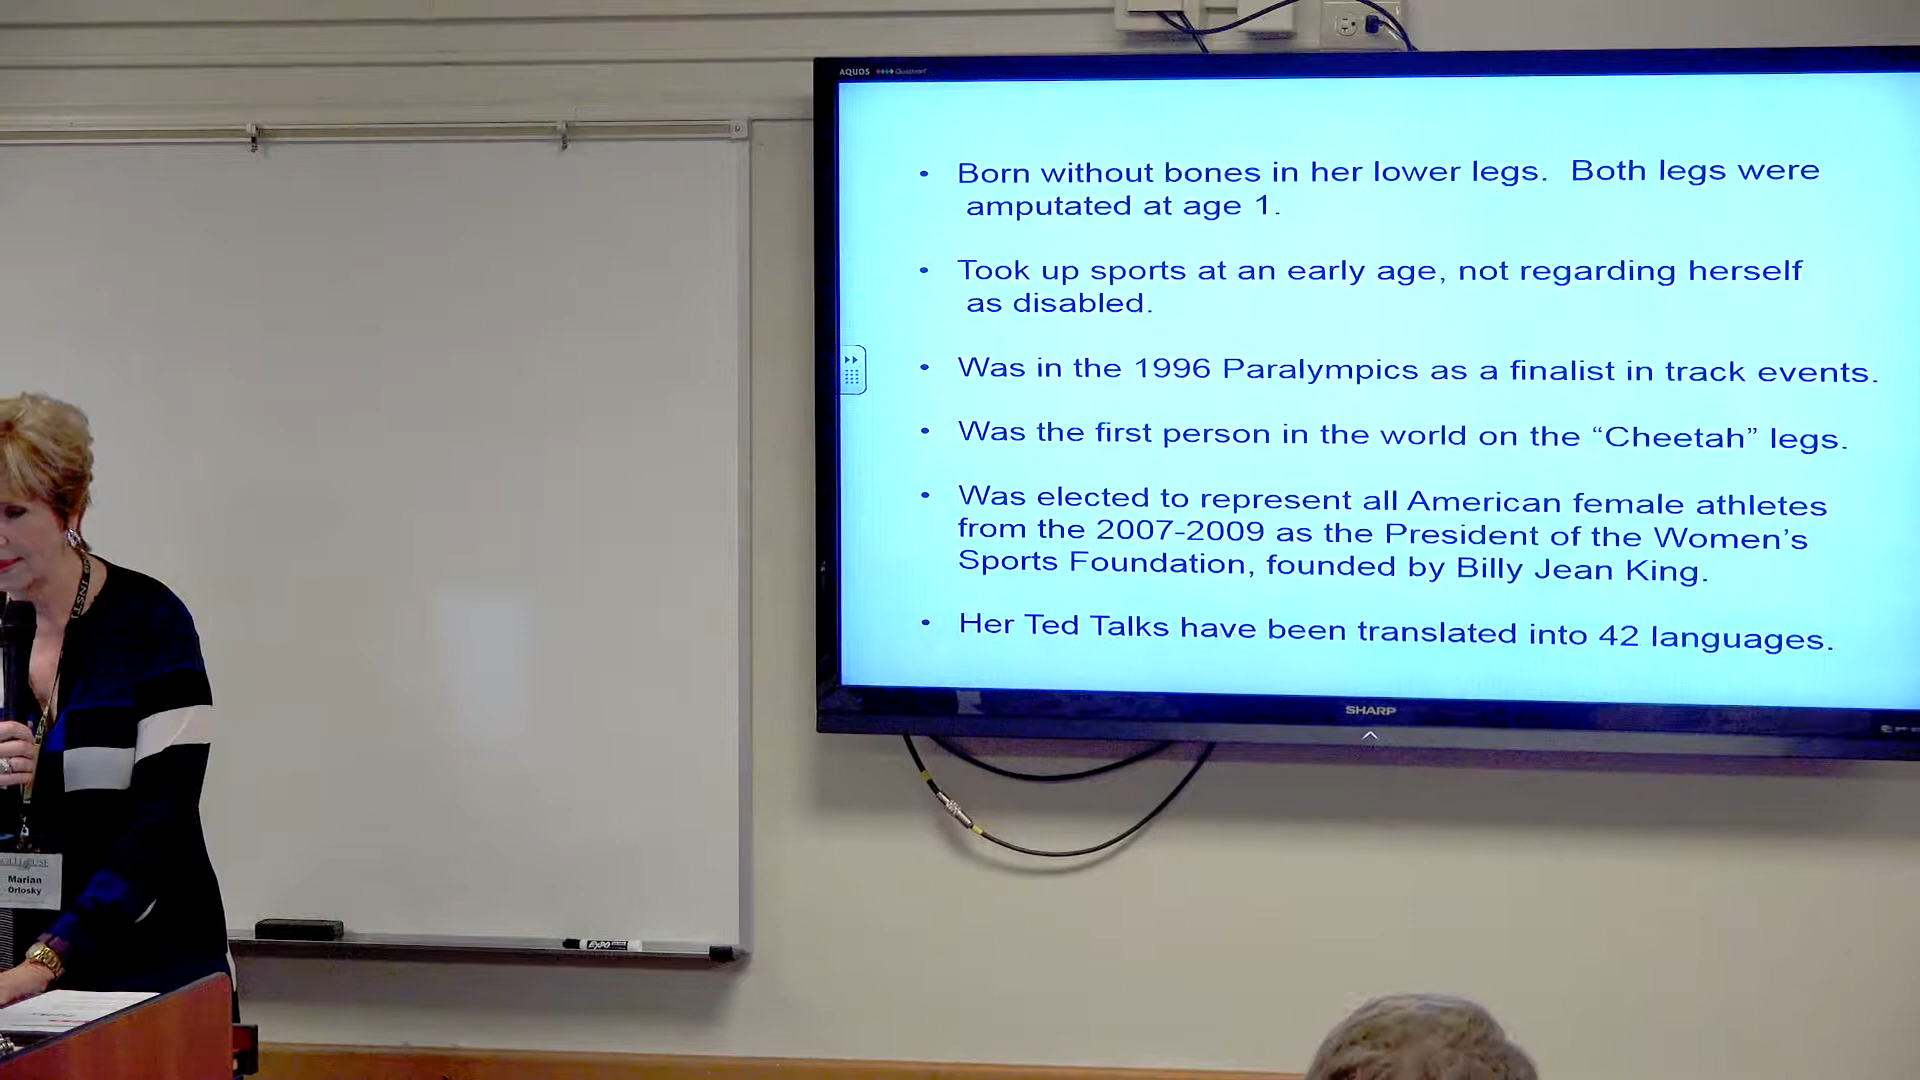 AQUOS
• Born without bones in her lower legs. Both legs were
amputated at age 1.
• Took up sports at an early age, not regarding herself
as disabled.
• Was in the 1996 Paralympics as a finalist in track events.
• Was the first person in the world on the “Cheetah” legs.
• Was elected to represent all American female athletes
from the 2007-2009 as the President of the Women’s
Sports Foundation, founded by Billy Jean King.
• Her Ted Talks have been translated into 42 languages.
SHARP
Marian
Orlosky
EXPO